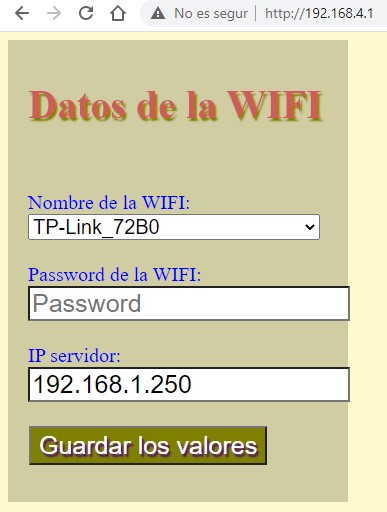 No es segur http://192.168.4.1
Datos de la WIFI
Nombre de la WIFI:
TP-Link_72B0
Password de la WIFI:
Password
IP servidor:
192.168.1.250
Guardar los valores